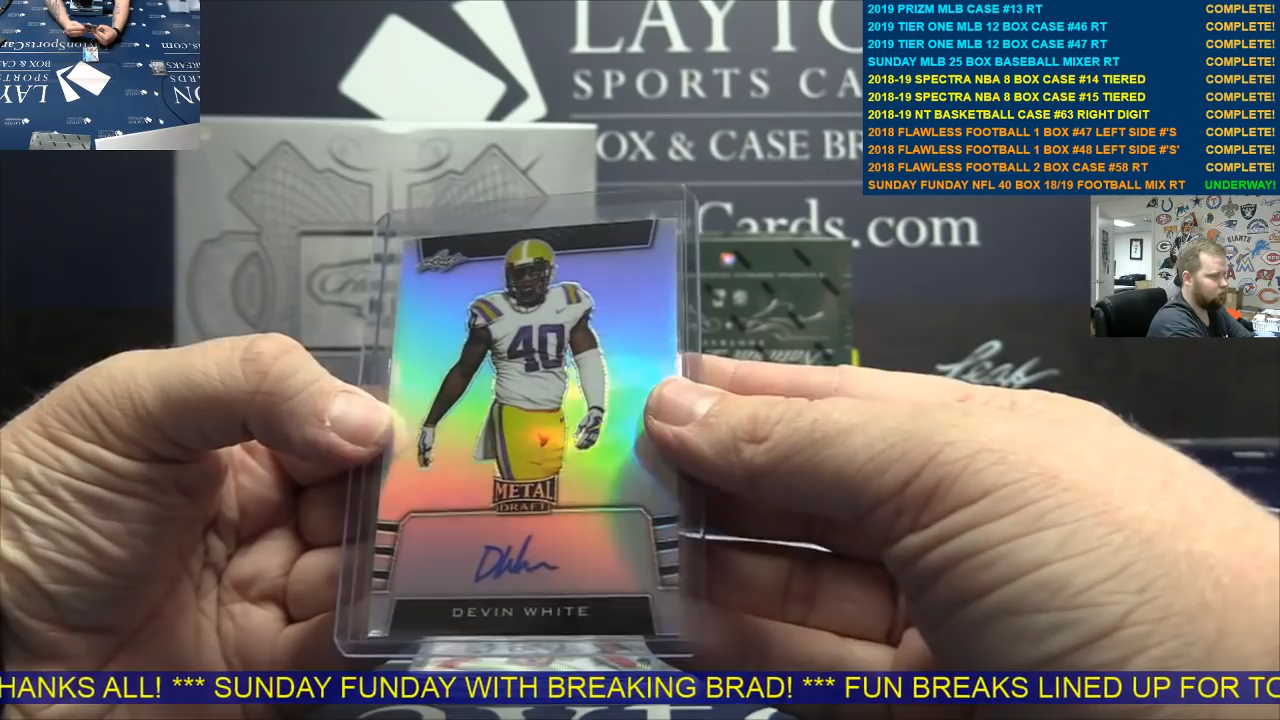 LAYTO
SPORTS CA
OX & CASE BR
Cards.com
2019 PRIZM MLB CASE #13 RT COMPLETE!
2019 TIER ONE MLB 12 BOX CASE #46 RT COMPLETE!
2019 TIER ONE MLB 12 BOX CASE #47 RT COMPLETE!
SUNDAY MLB 25 BOX BASEBALL MIXER RT COMPLETE!
2018-19 SPECTRA NBA 8 BOX CASE #14 TIERED COMPLETE!
2018-19 SPECTRA NBA 8 BOX CASE #15 TIERED COMPLETE!
2018-19 NT BASKETBALL CASE #63 RIGHT DIGIT COMPLETE!
2018 FLAWLESS FOOTBALL 1 BOX #47 LEFT SIDE #'S COMPLETE!
2018 FLAWLESS FOOTBALL 1 BOX #48 LEFT SIDE #'S' COMPLETE!
2018 FLAWLESS FOOTBALL 2 BOX CASE #58 RT COMPLETE!
SUNDAY FUNDAY NFL 40 BOX 18/19 FOOTBALL MIX RT UNDERWAY!
GIANTS
Leaf
Leaf
40
METAL
DRAFT
DEVIN WHITE
HANKS ALL! *** SUNDAY FUNDAY WITH BREAKING BRAD! *** FUN BREAKS LINED UP FOR TO